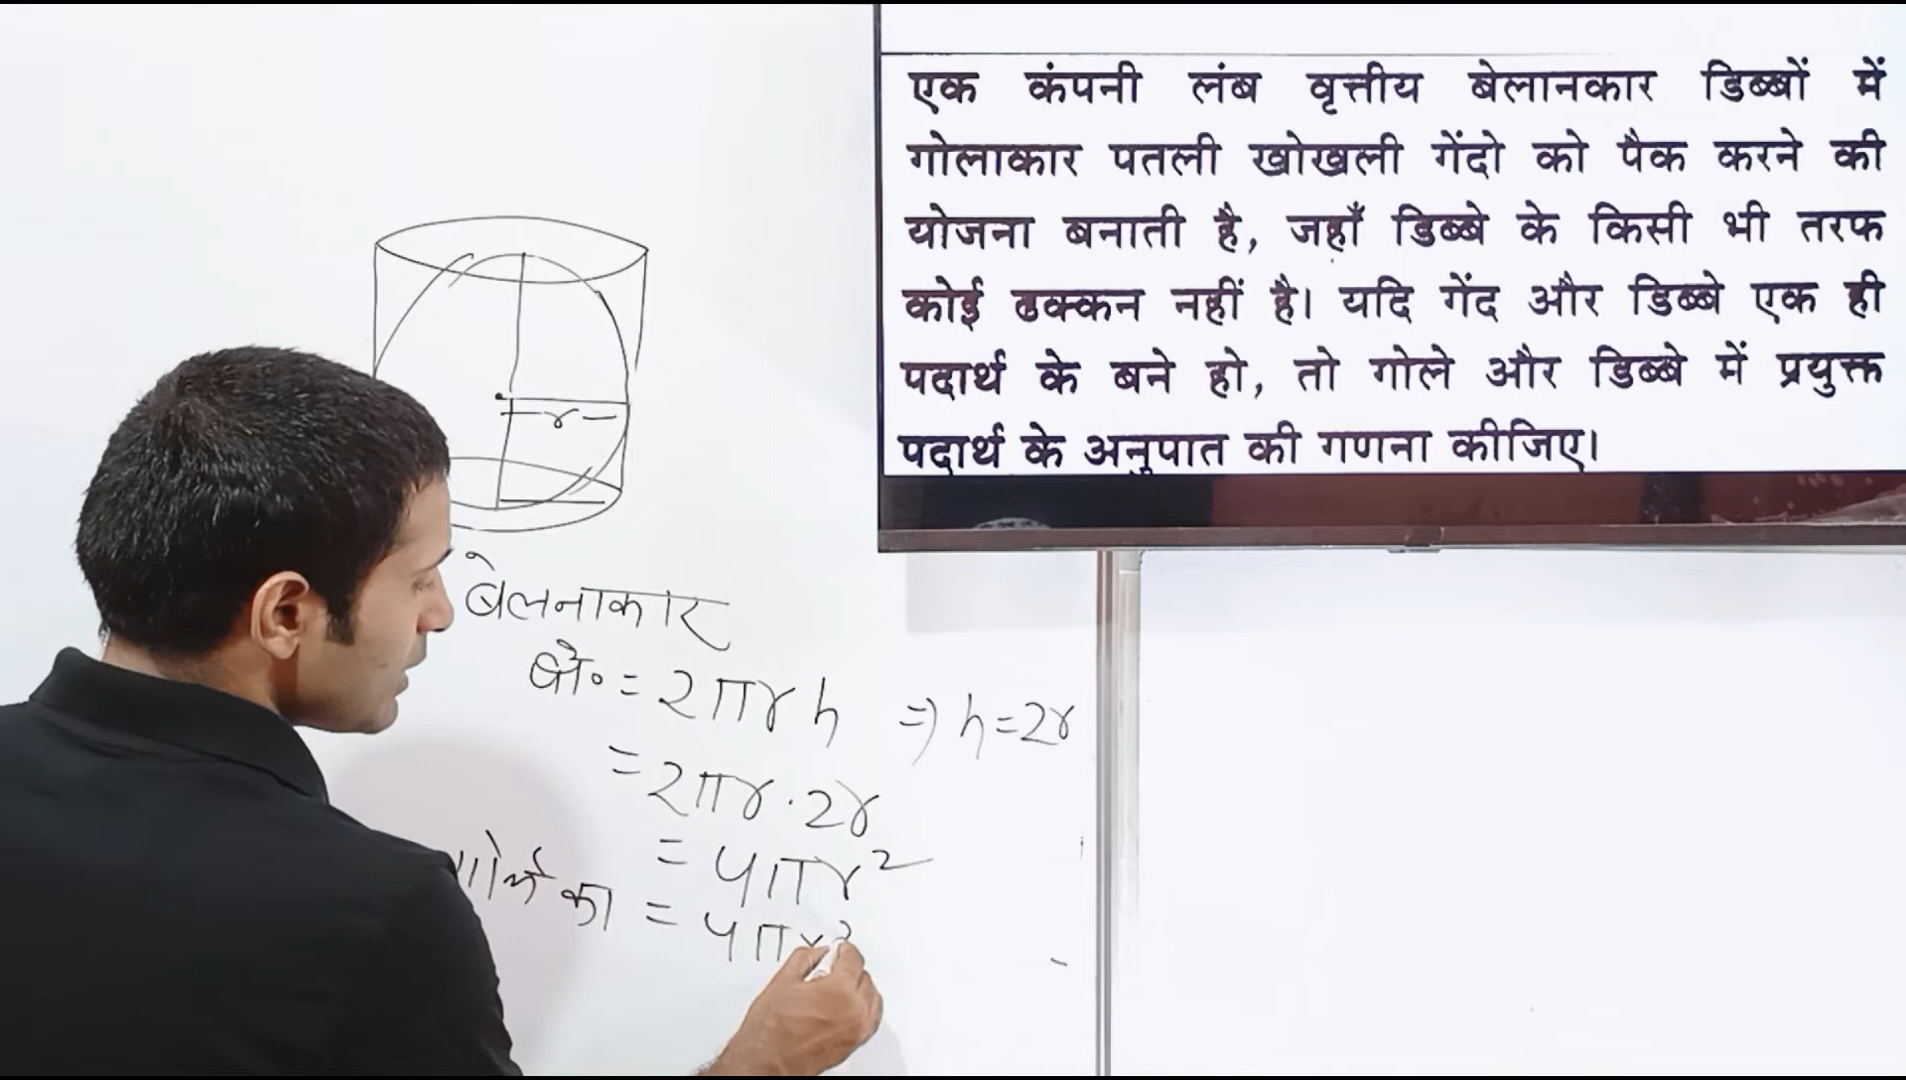 एक कंपनी लंब वृत्तीय बेलानकार डिब्बों में
गोलाकार पतली खोखली गेंदो को पैक करने की
योजना बनाती है, जहाँ डिब्बे के किसी भी तरफ
कोई ढक्कन नहीं है। यदि गेंद और डिब्बे एक ही
पदार्थ के बने हो, तो गोले और डिब्बे में प्रयुक्त
पदार्थ के अनुपात की गणना कीजिए।
r
बेलनाकार
क्षे० = 2πrh ⇒ h=2r
= 2πr·2r
= 4πr²
गोले का = 4πr²